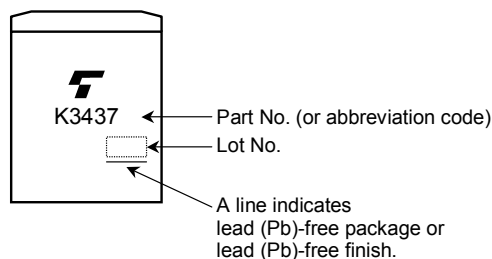 K3437
Part No. (or abbreviation code)
Lot No.
A line indicates
lead (Pb)-free package or
lead (Pb)-free finish.